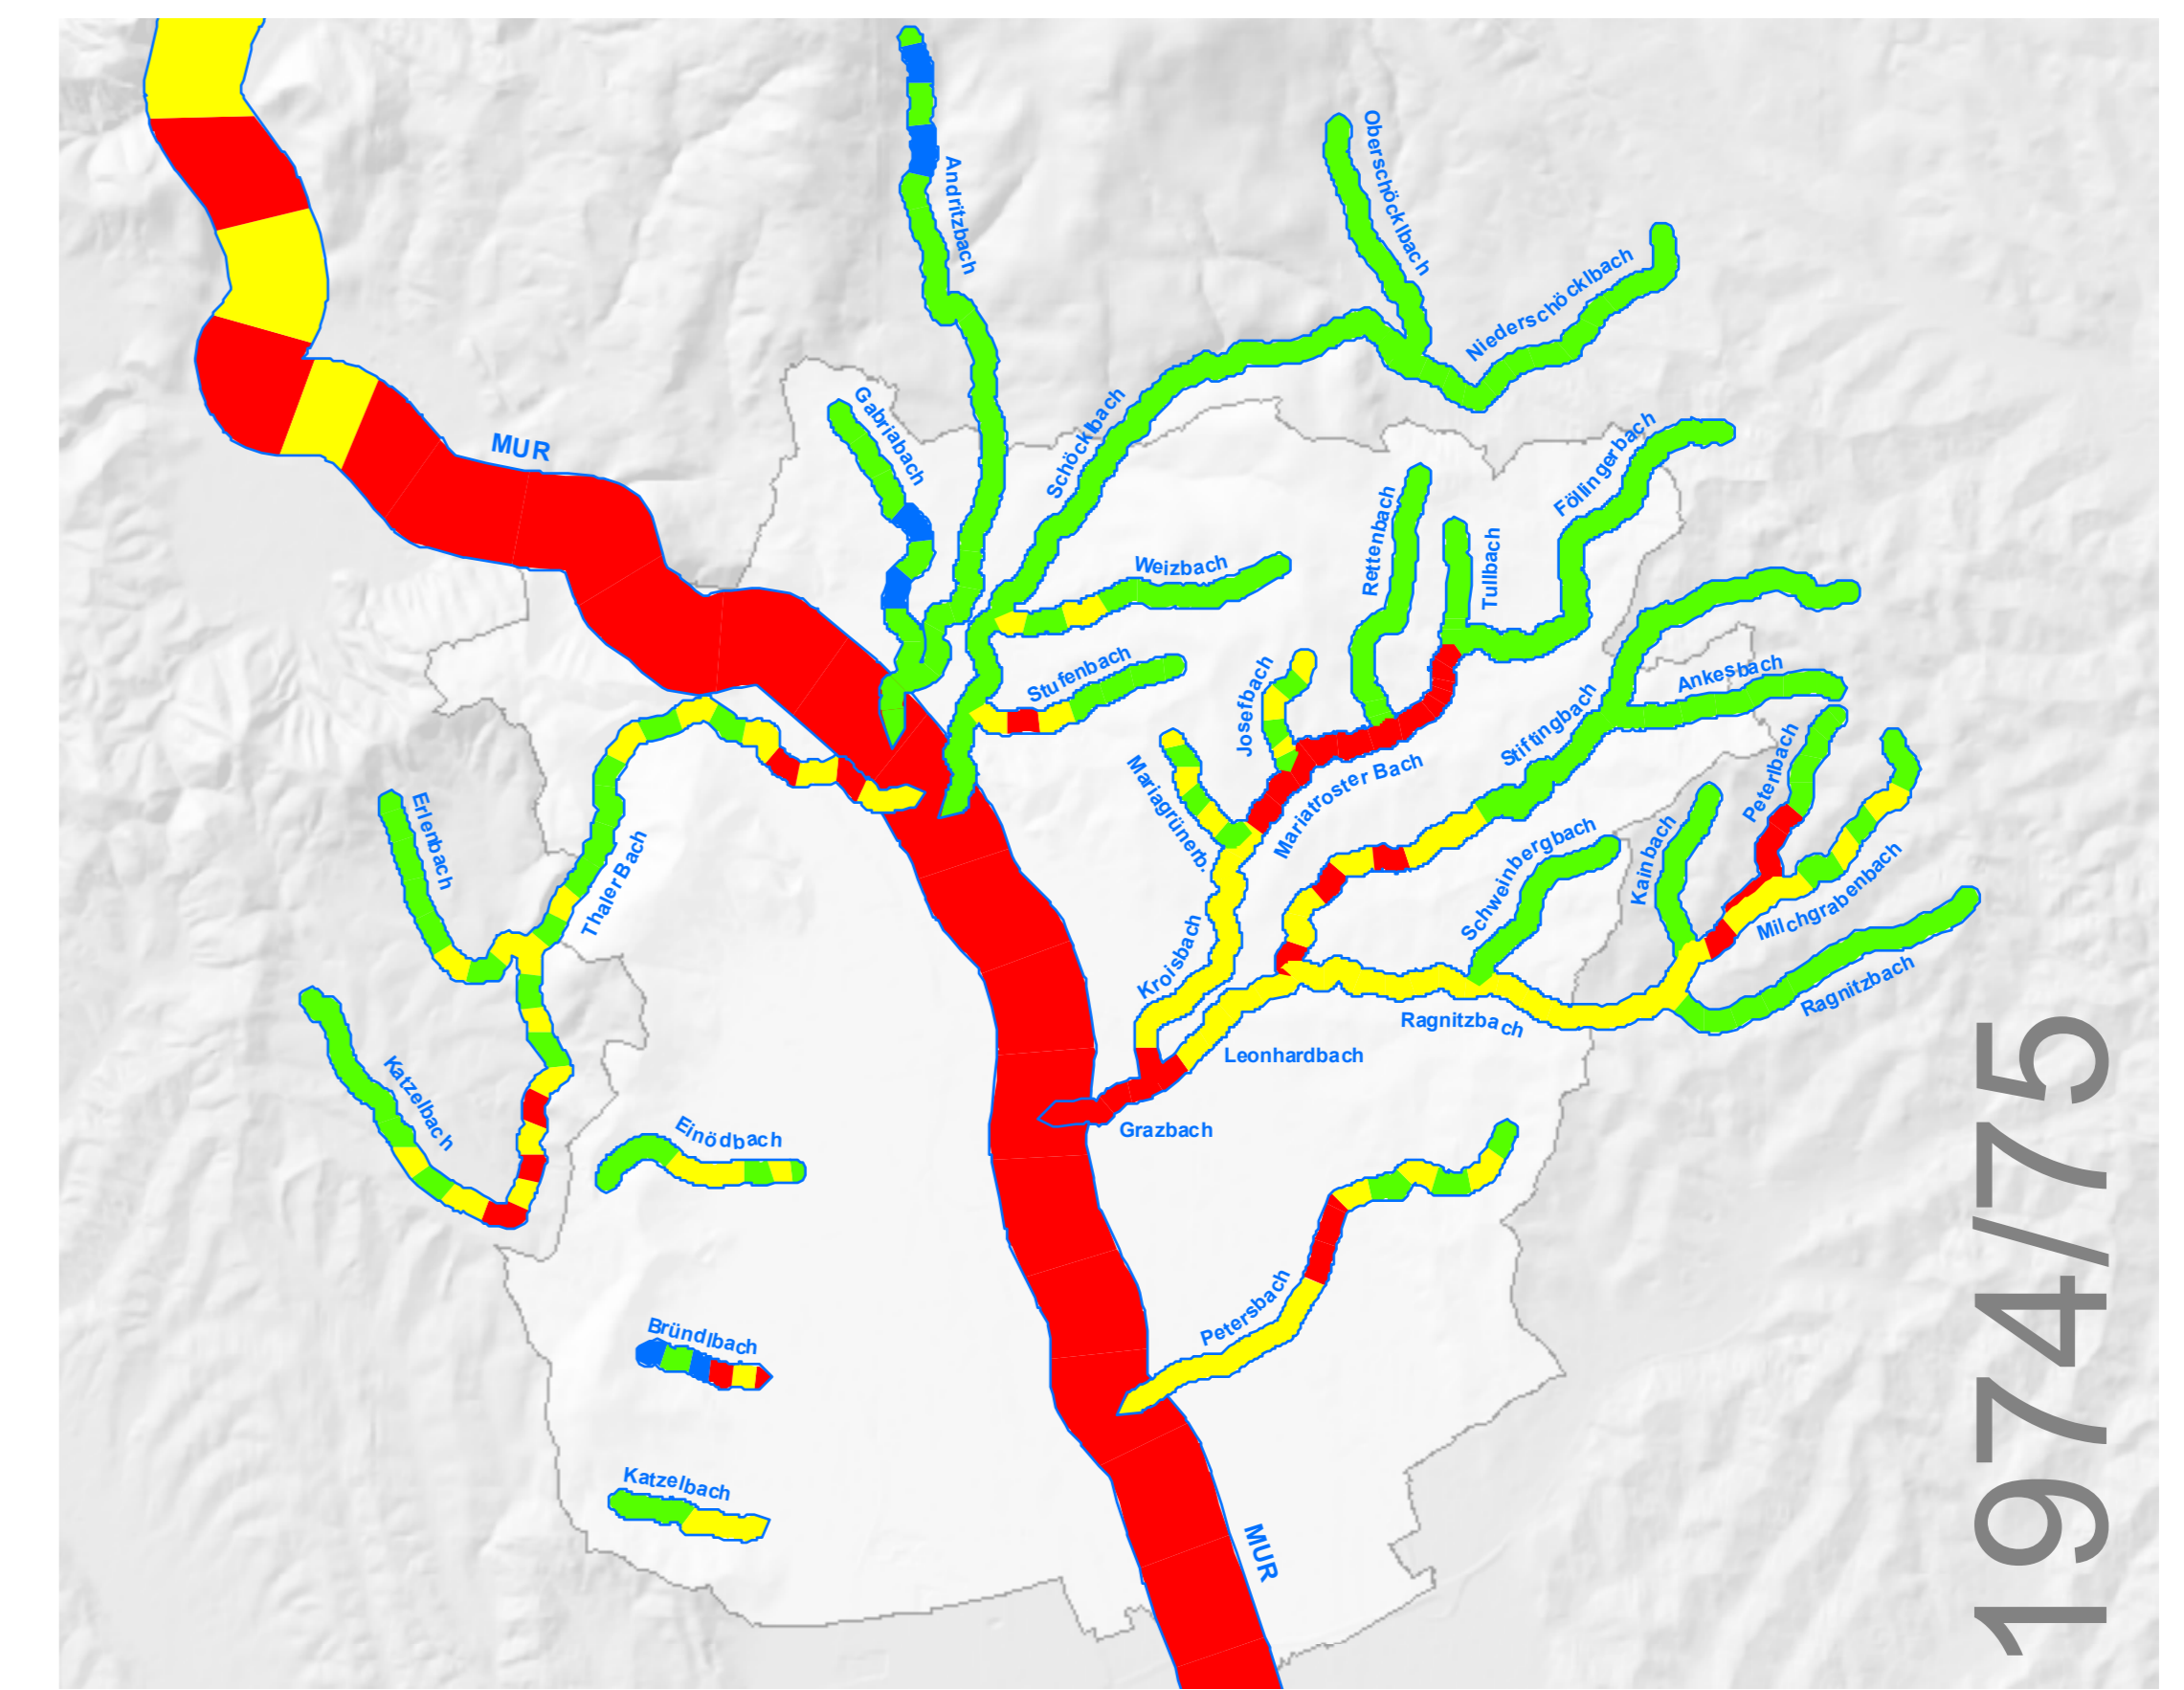 Andritzbach
Oberschöcklbach
Niederschöcklbach
Gabriabach
Schöcklbach
MUR
Föllingerbach
Rettenbach
Tullbach
Weizbach
Stufenbach
Josefbach
Ankesbach
Stiftingbach
Mariagrünerb.
Mariatroster Bach
Peterlbach
Erlenbach
Thaler Bach
Schweinbergbach
Kainbach
Milchgrabenbach
Kroisbach
Ragnitzbach
Ragnitzbach
Leonhardbach
Katzelbach
Grazbach
Einödbach
Petersbach
Bründlbach
Katzelbach
MUR
1974/75